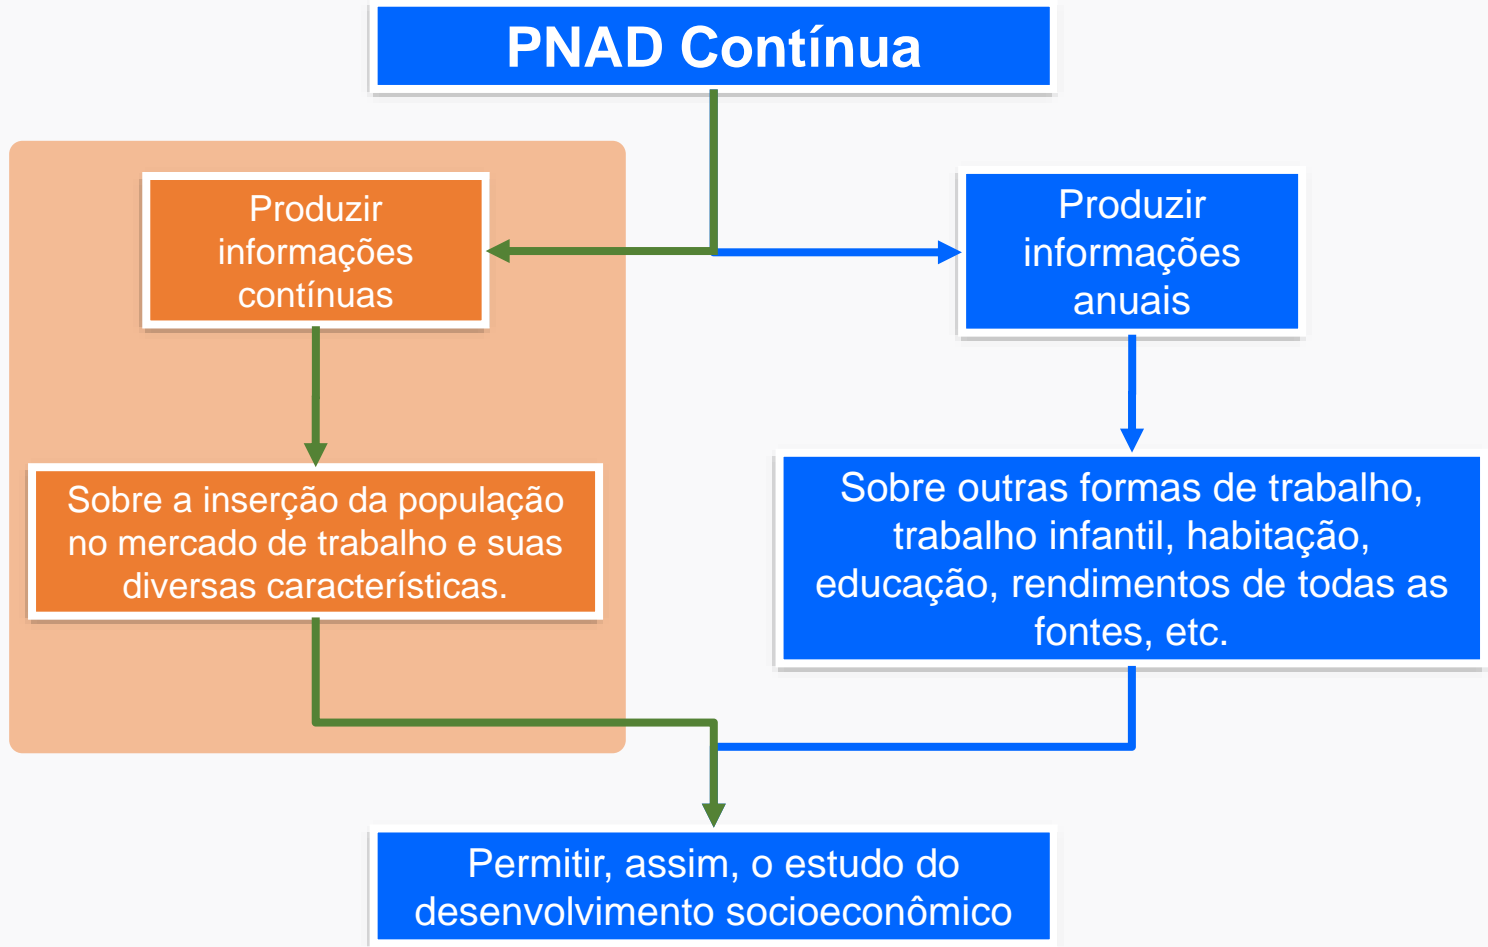 PNAD Contínua
Produzir
informações
contínuas
Produzir
informações
anuais
Sobre a inserção da população
no mercado de trabalho e suas
diversas características.
Sobre outras formas de trabalho,
trabalho infantil, habitação,
educação, rendimentos de todas as
fontes, etc.
Permitir, assim, o estudo do
desenvolvimento socioeconômico